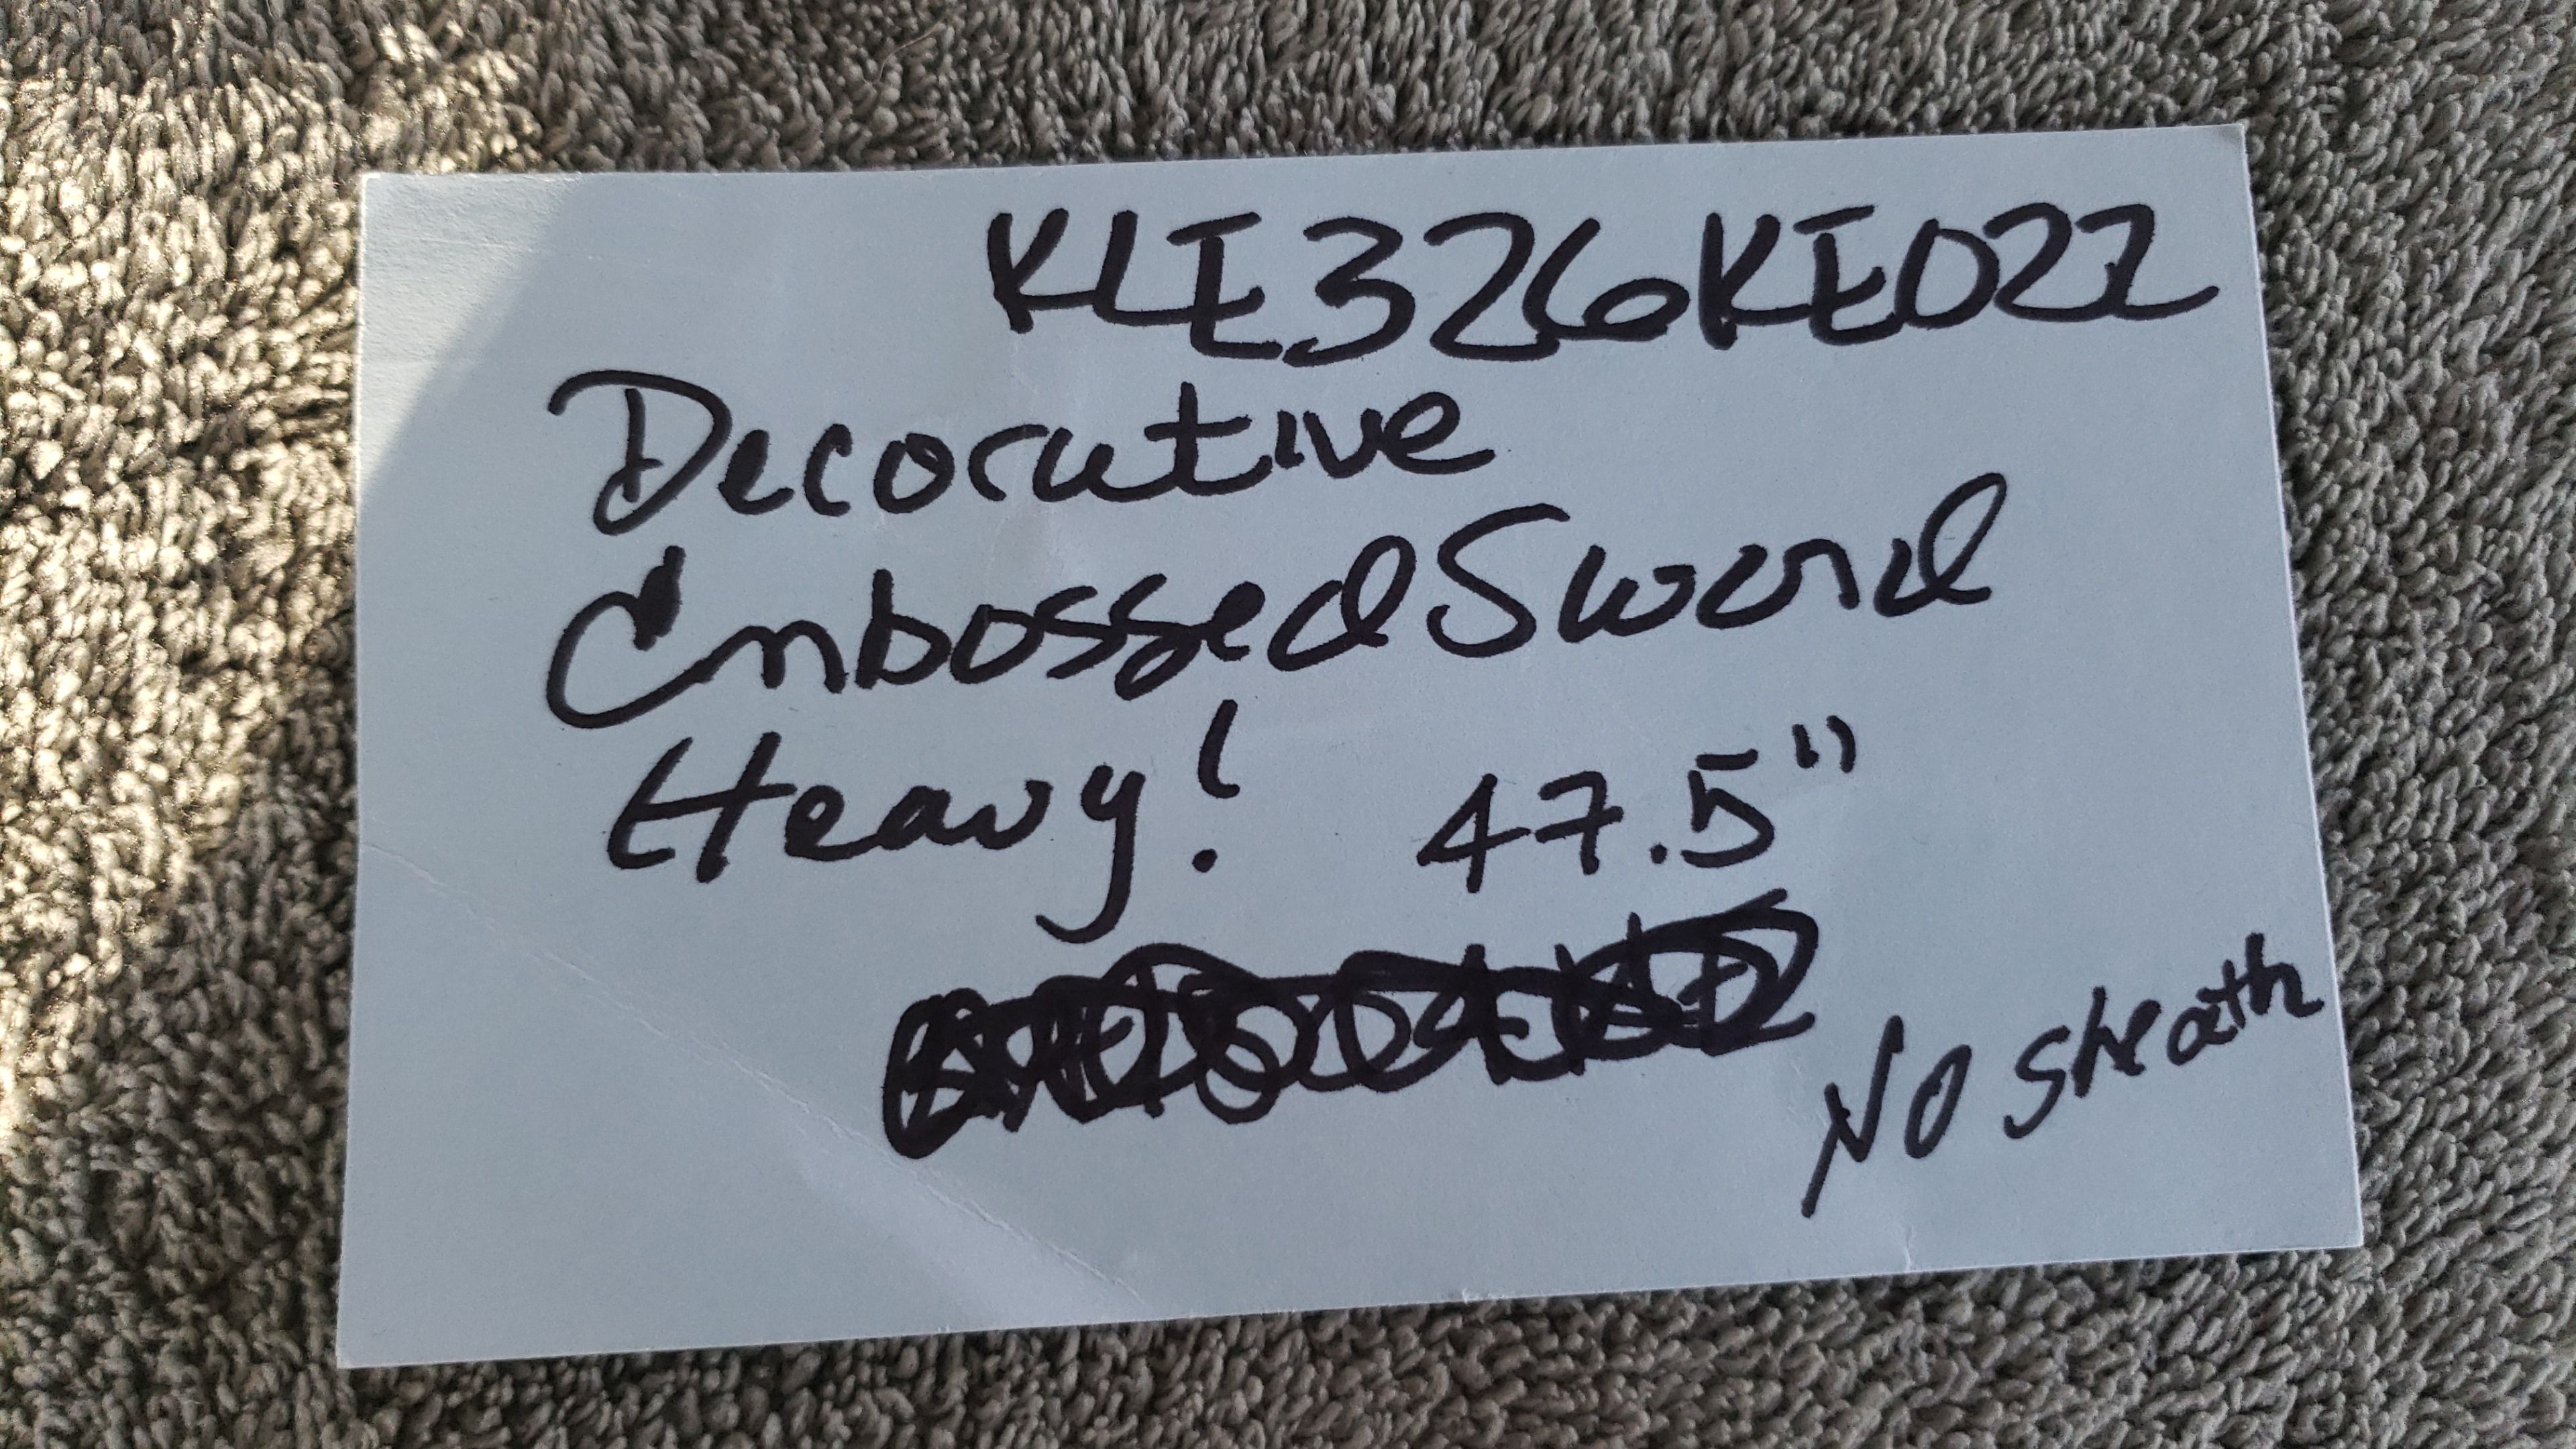 KLE326KE022
Decorative
Embossed Sword
Heavy! 47.5"
No sheath